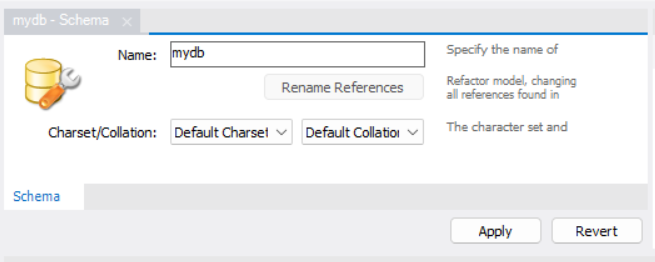 mydb - Schema ×
Name: mydb Specify the name of
Rename References Refactor model, changing
all references found in
Charset/Collation: Default Charset Default Collation The character set and
Schema
Apply Revert